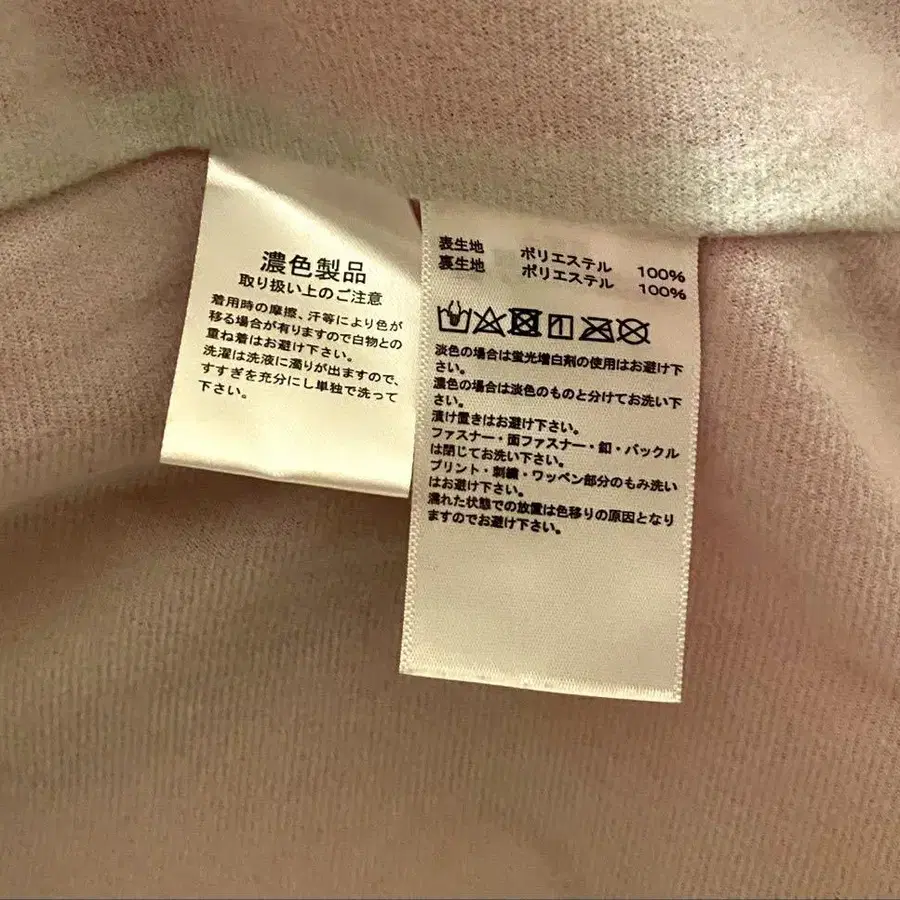 濃色製品
取り扱い上のご注意
着用時の摩擦、汗等により色が
移る場合が有りますので白物との
重ね着はお避け下さい。
洗濯は洗液に濁りが出ますので、
すすぎを充分にし単独で洗って
下さい。
表生地 ポリエステル 100%
裏生地 ポリエステル 100%
淡色の場合は蛍光増白剤の使用はお避け下
さい。
濃色の場合は淡色のものと分けてお洗い下
さい。
漬け置きはお避け下さい。
ファスナー・面ファスナー・釦・バックル
は閉じてお洗い下さい。
プリント・刺繍・ワッペン部分のもみ洗い
はお避け下さい。
濡れた状態での放置は色移りの原因となり
ますのでお避け下さい。